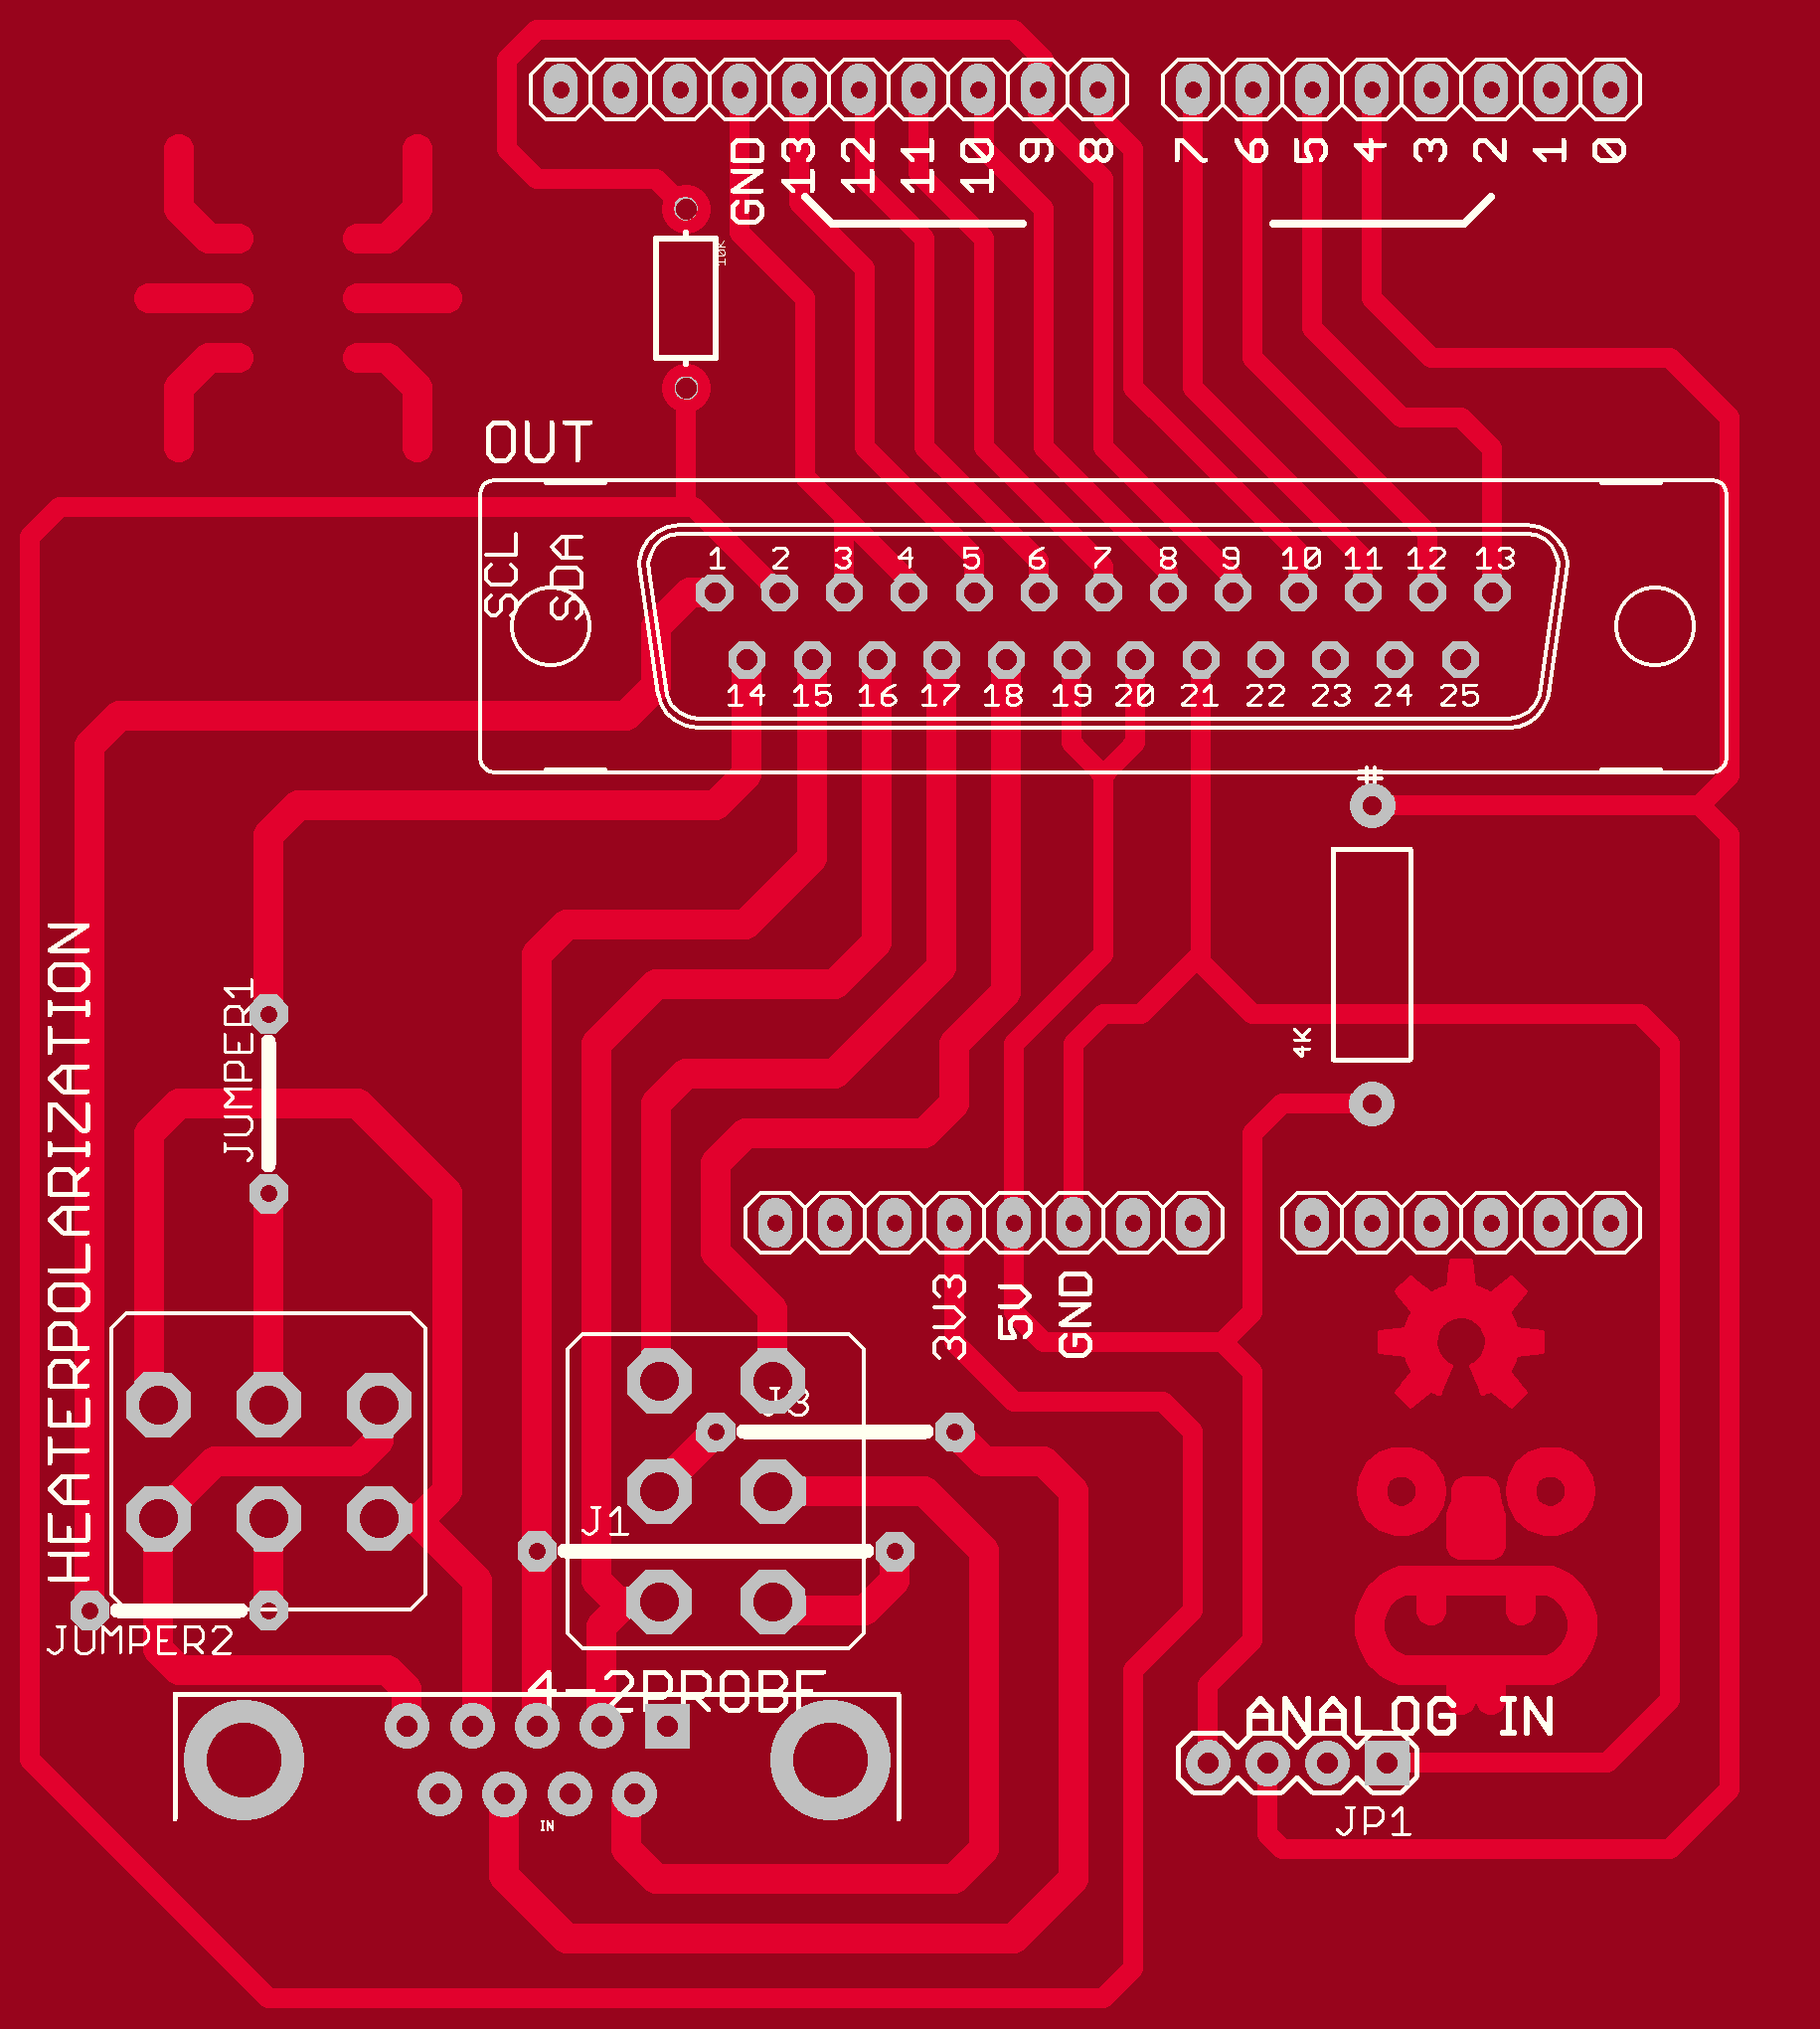 GND 13 12 11 10 9 8 7 6 5 4 3 2 1 0
10K
OUT
SCL
SDA
1 2 3 4 5 6 7 8 9 10 11 12 13
14 15 16 17 18 19 20 21 22 23 24 25
#
4K
HEATERPOLARIZATION
JUMPER1
3V3 5V GND
J3
J1
JUMPER2
4-2PROBE
ANALOG IN
JP1
IN